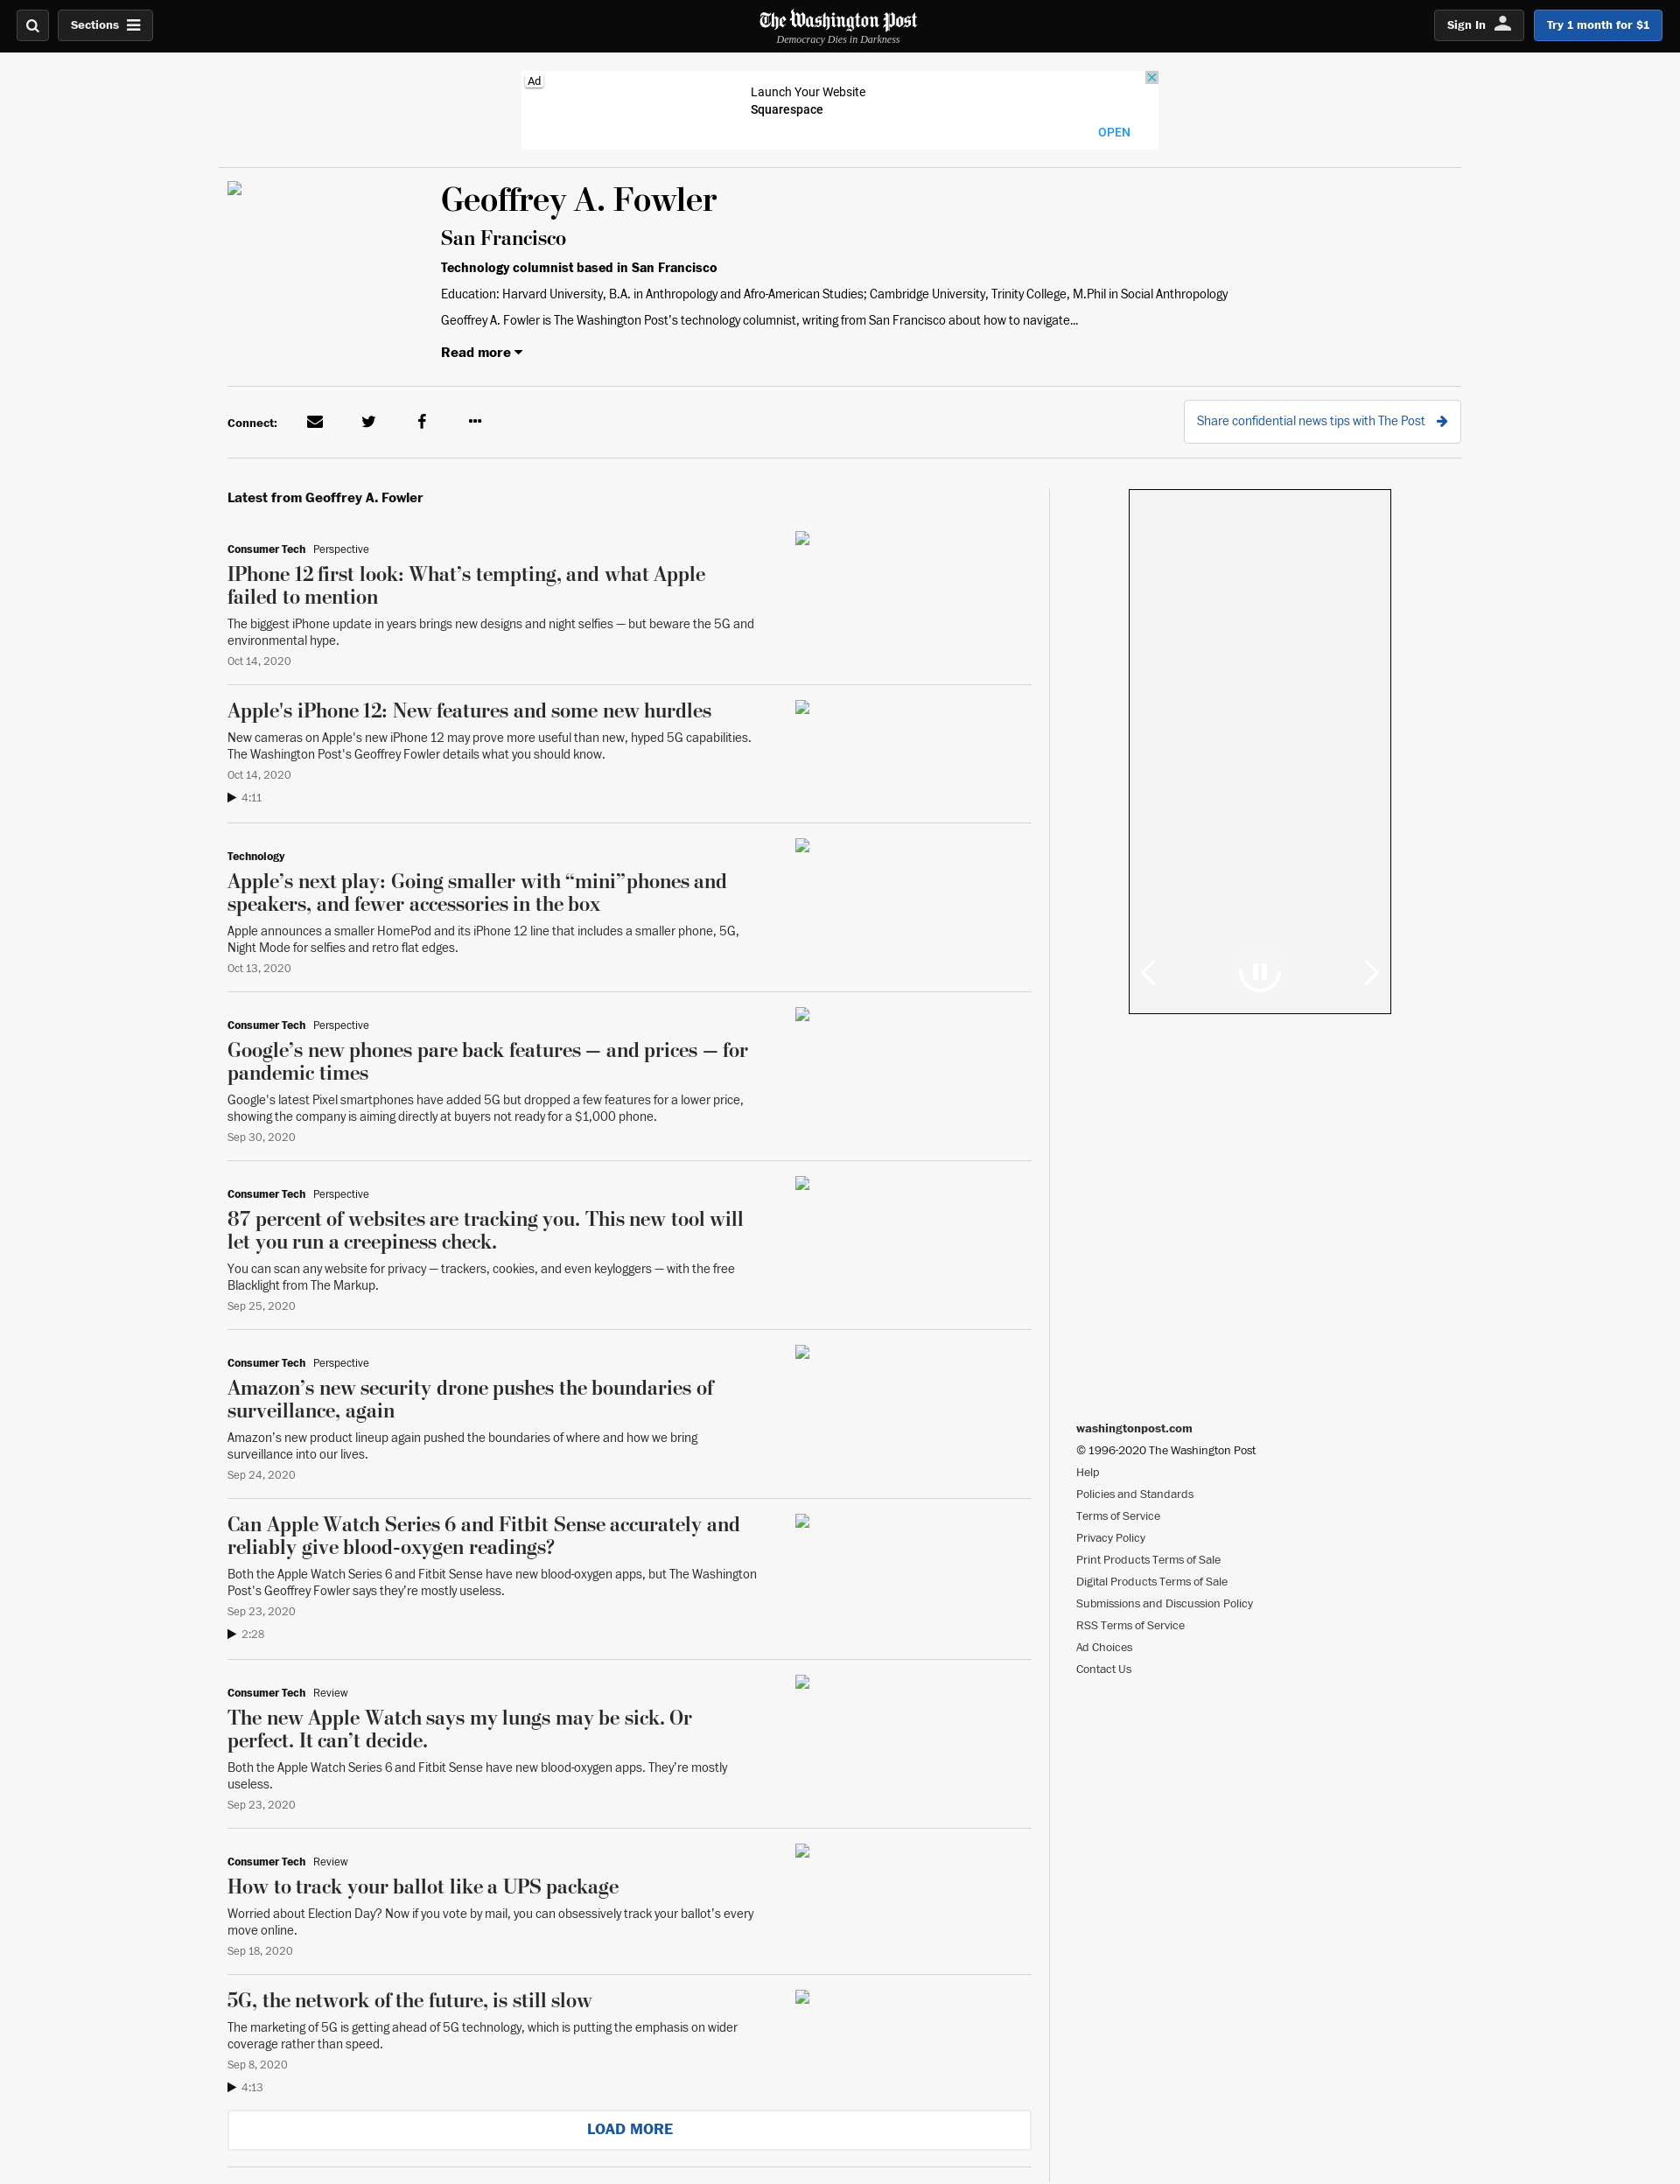 Sections
The Washington Post
Democracy Dies in Darkness
Sign In
Try 1 month for $1
Ad
Launch Your Website
Squarespace
OPEN
Geoffrey A. Fowler
San Francisco
Technology columnist based in San Francisco
Education: Harvard University, B.A. in Anthropology and Afro-American Studies; Cambridge University, Trinity College, M.Phil in Social Anthropology
Geoffrey A. Fowler is The Washington Post’s technology columnist, writing from San Francisco about how to navigate...
Read more
Connect:
Share confidential news tips with The Post
Latest from Geoffrey A. Fowler
Consumer Tech Perspective
IPhone 12 first look: What’s tempting, and what Apple
failed to mention
The biggest iPhone update in years brings new designs and night selfies — but beware the 5G and
environmental hype.
Oct 14, 2020
Apple's iPhone 12: New features and some new hurdles
New cameras on Apple's new iPhone 12 may prove more useful than new, hyped 5G capabilities.
The Washington Post's Geoffrey Fowler details what you should know.
Oct 14, 2020
4:11
Technology
Apple’s next play: Going smaller with “mini”phones and
speakers, and fewer accessories in the box
Apple announces a smaller HomePod and its iPhone 12 line that includes a smaller phone, 5G,
Night Mode for selfies and retro flat edges.
Oct 13, 2020
Consumer Tech Perspective
Google’s new phones pare back features — and prices — for
pandemic times
Google's latest Pixel smartphones have added 5G but dropped a few features for a lower price,
showing the company is aiming directly at buyers not ready for a $1,000 phone.
Sep 30, 2020
Consumer Tech Perspective
87 percent of websites are tracking you. This new tool will
let you run a creepiness check.
You can scan any website for privacy — trackers, cookies, and even keyloggers — with the free
Blacklight from The Markup.
Sep 25, 2020
Consumer Tech Perspective
Amazon’s new security drone pushes the boundaries of
surveillance, again
Amazon’s new product lineup again pushed the boundaries of where and how we bring
surveillance into our lives.
Sep 24, 2020
Can Apple Watch Series 6 and Fitbit Sense accurately and
reliably give blood-oxygen readings?
Both the Apple Watch Series 6 and Fitbit Sense have new blood-oxygen apps, but The Washington
Post's Geoffrey Fowler says they’re mostly useless.
Sep 23, 2020
2:28
Consumer Tech Review
The new Apple Watch says my lungs may be sick. Or
perfect. It can’t decide.
Both the Apple Watch Series 6 and Fitbit Sense have new blood-oxygen apps. They’re mostly
useless.
Sep 23, 2020
Consumer Tech Review
How to track your ballot like a UPS package
Worried about Election Day? Now if you vote by mail, you can obsessively track your ballot’s every
move online.
Sep 18, 2020
5G, the network of the future, is still slow
The marketing of 5G is getting ahead of 5G technology, which is putting the emphasis on wider
coverage rather than speed.
Sep 8, 2020
4:13
LOAD MORE
washingtonpost.com
© 1996-2020 The Washington Post
Help
Policies and Standards
Terms of Service
Privacy Policy
Print Products Terms of Sale
Digital Products Terms of Sale
Submissions and Discussion Policy
RSS Terms of Service
Ad Choices
Contact Us